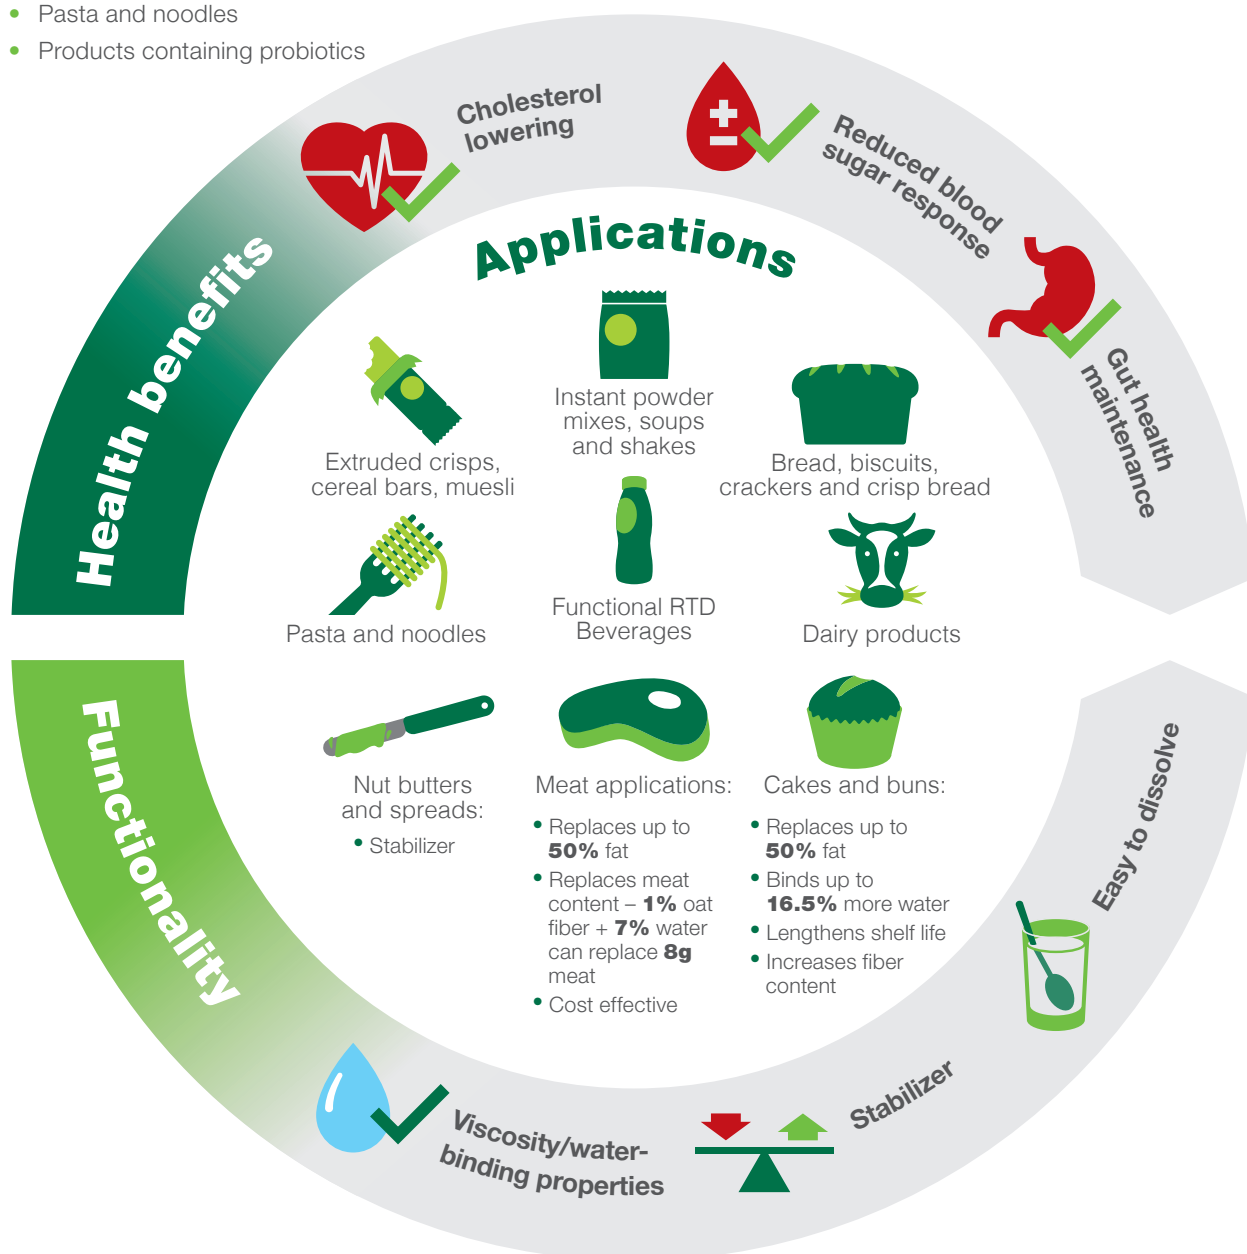 • Pasta and noodles
• Products containing probiotics
Health benefits
Cholesterol
lowering
Reduced blood
sugar response
Gut health
maintenance
Applications
Extruded crisps,
cereal bars, muesli
Instant powder
mixes, soups
and shakes
Bread, biscuits,
crackers and crisp bread
Pasta and noodles
Functional RTD
Beverages
Dairy products
Nut butters
and spreads:
• Stabilizer
Meat applications:
• Replaces up to
50% fat
• Replaces meat
content – 1% oat
fiber + 7% water
can replace 8g
meat
• Cost effective
Cakes and buns:
• Replaces up to
50% fat
• Binds up to
16.5% more water
• Lengthens shelf life
• Increases fiber
content
Functionality
Viscosity/water-
binding properties
Stabilizer
Easy to dissolve